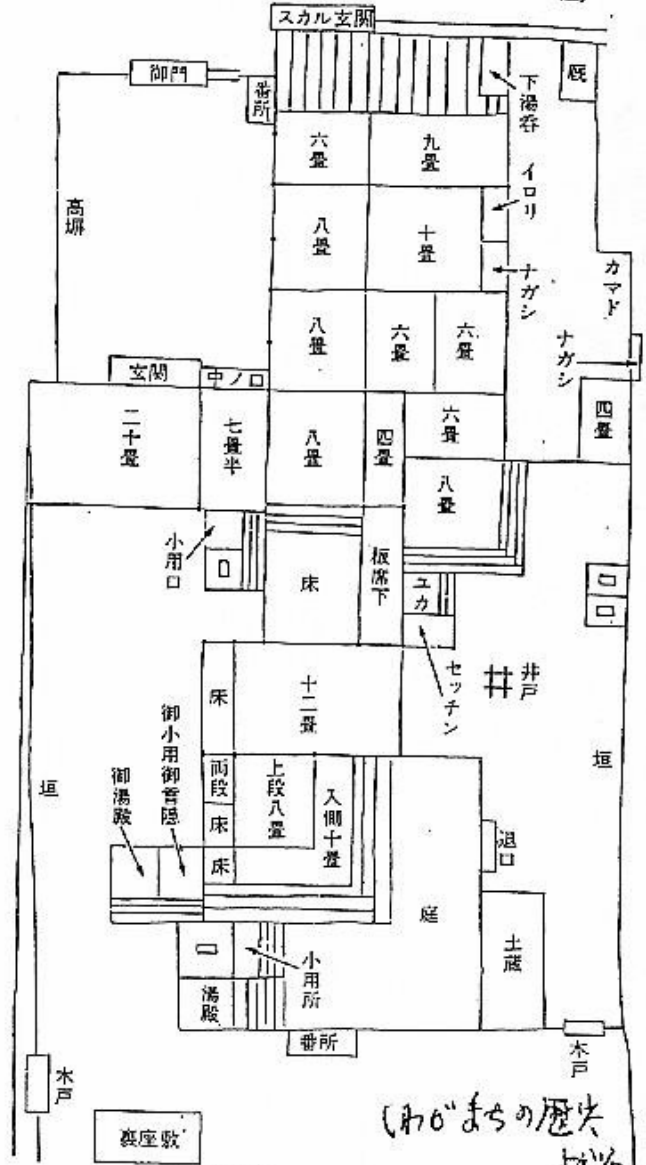 スカル玄関
御門
番所
下湯呑
厩
六畳
九畳
イロリ
高塀
八畳
十畳
ナガシ
カマド
八畳
六畳
六畳
ナガシ
玄関
中ノ口
二十畳
七畳半
八畳
四畳
六畳
四畳
八畳
小用口
床
板廊下
ユカ
セッチン
井戸
床
十二畳
垣
御湯殿
御小用御
隠
両段
上段八畳
入側十畳
床
床
垣
退口
庭
土蔵
小用所
湯殿
番所
木戸
木戸
裏座敷
(わがまちの歴史